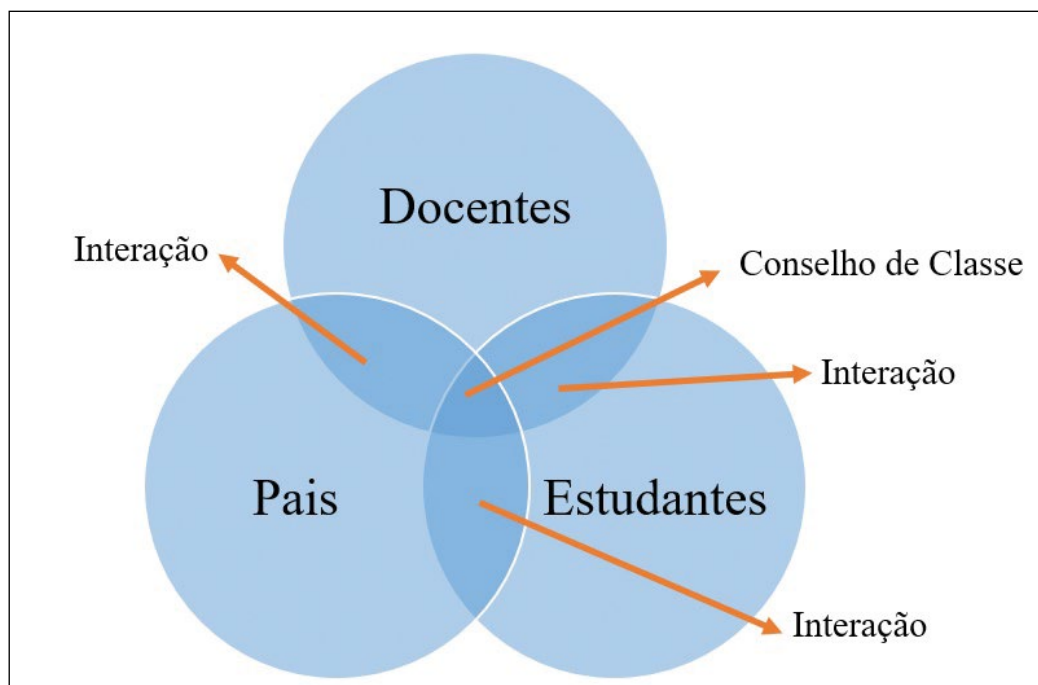 Docentes
Interação
Conselho de Classe
Interação
Pais
Estudantes
Interação